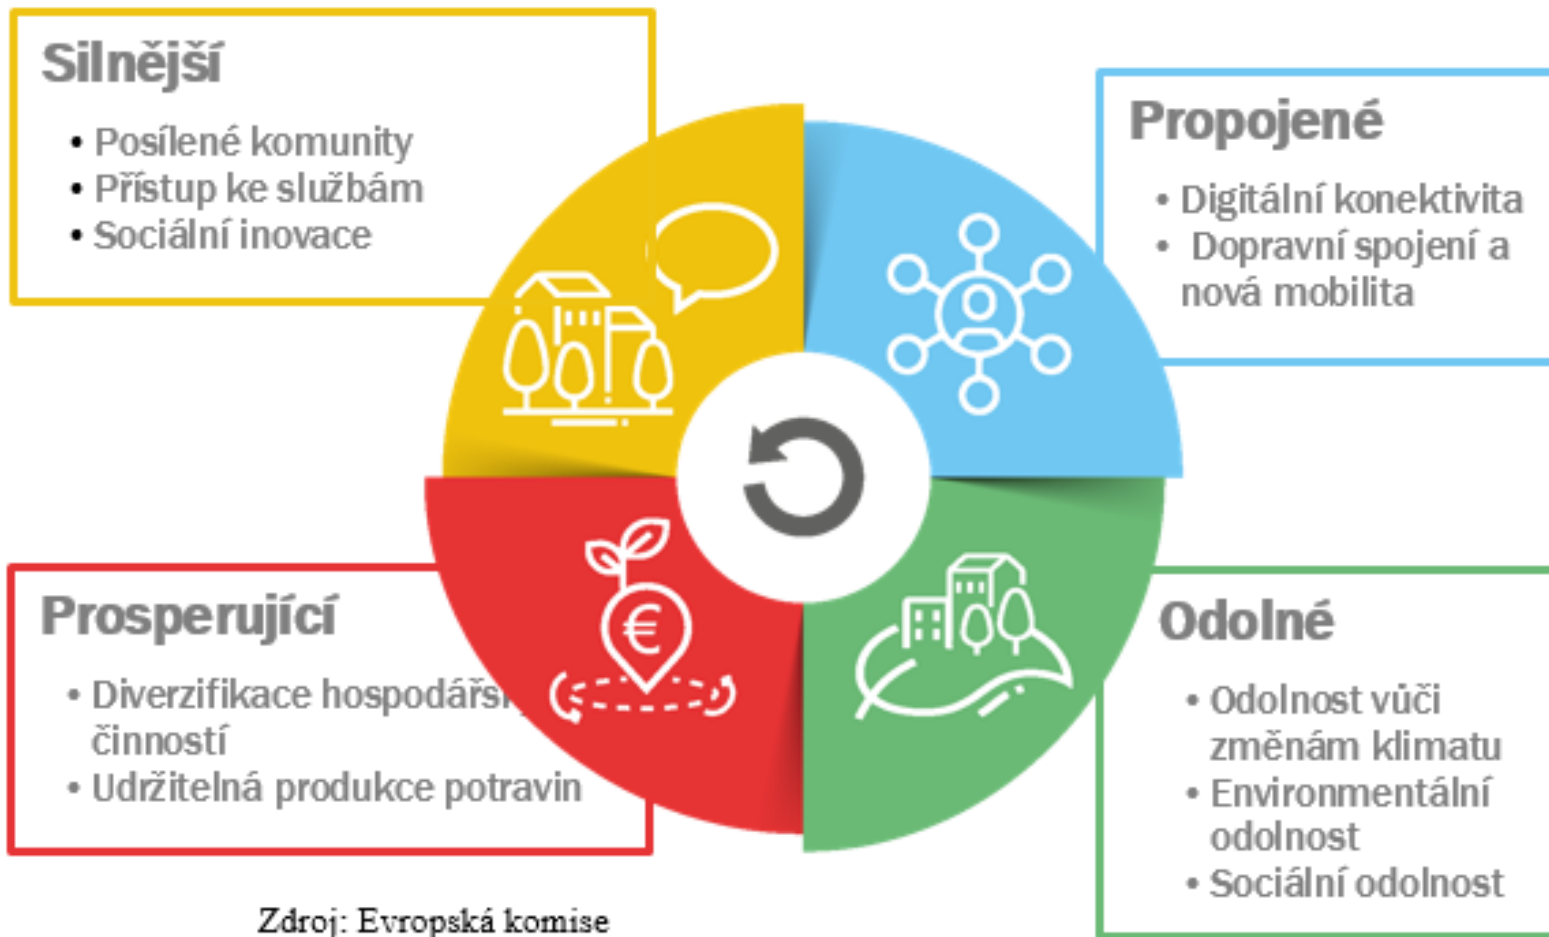 Silnější
• Posílené komunity
• Přístup ke službám
• Sociální inovace
Propojené
• Digitální konektivita
• Dopravní spojení a
nová mobilita
Prosperující
• Diverzifikace
činností
• Udržitelná produkce potravin
€
Odolné
• Odolnost vůči
změnám klimatu
• Environmentální
odolnost
• Sociální odolnost
Zdroj: Evropská komise